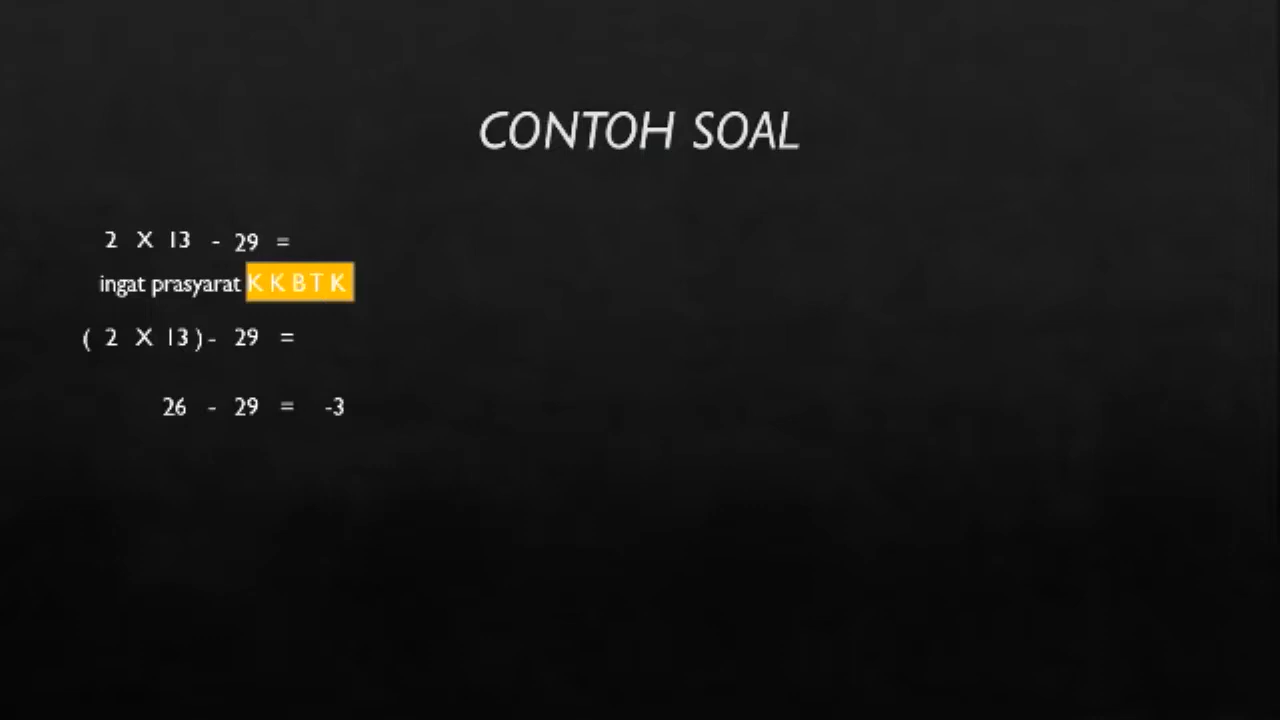 CONTOH SOAL
2 X 13 - 29 =
ingat prasyarat K K B T K
( 2 X 13 ) - 29 =
26 - 29 = -3